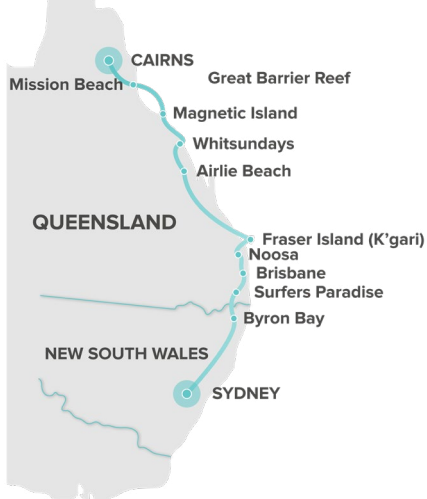 CAIRNS
Great Barrier Reef
Mission Beach
Magnetic Island
Whitsundays
Airlie Beach
QUEENSLAND
Fraser Island (K'gari)
Noosa
Brisbane
Surfers Paradise
Byron Bay
NEW SOUTH WALES
SYDNEY